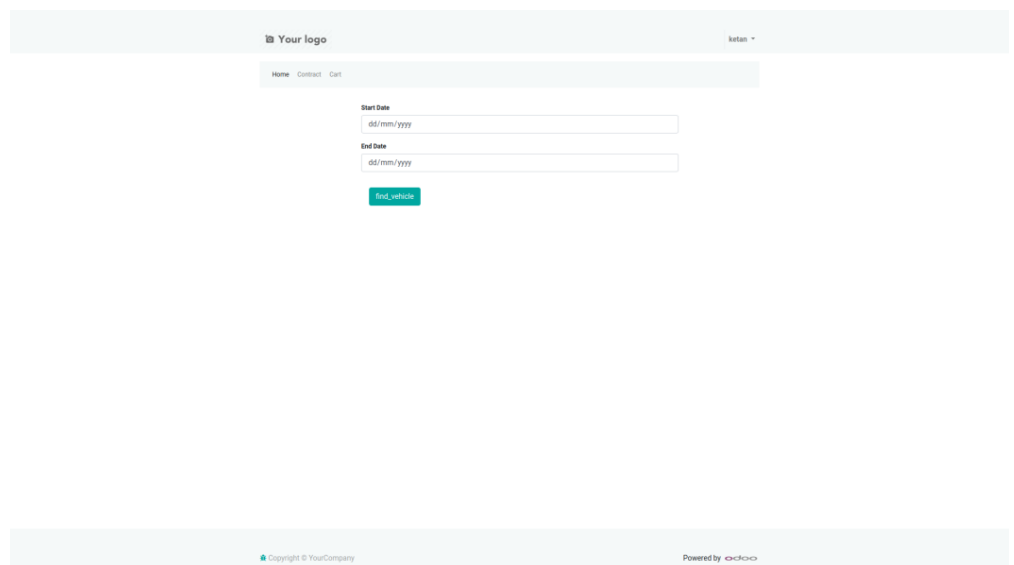 Your logo
ketan
Home Contract Cart
Start Date
dd/mm/yyyy
End Date
dd/mm/yyyy
find_vehicle
Copyright © YourCompany
Powered by odoo